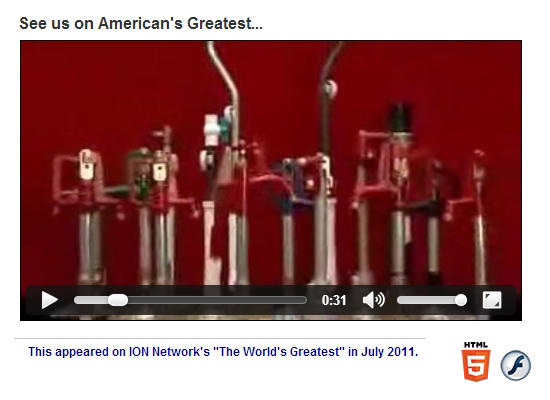 See us on American's Greatest...
0:31
This appeared on ION Network's "The World's Greatest" in July 2011.
HTML
5
f